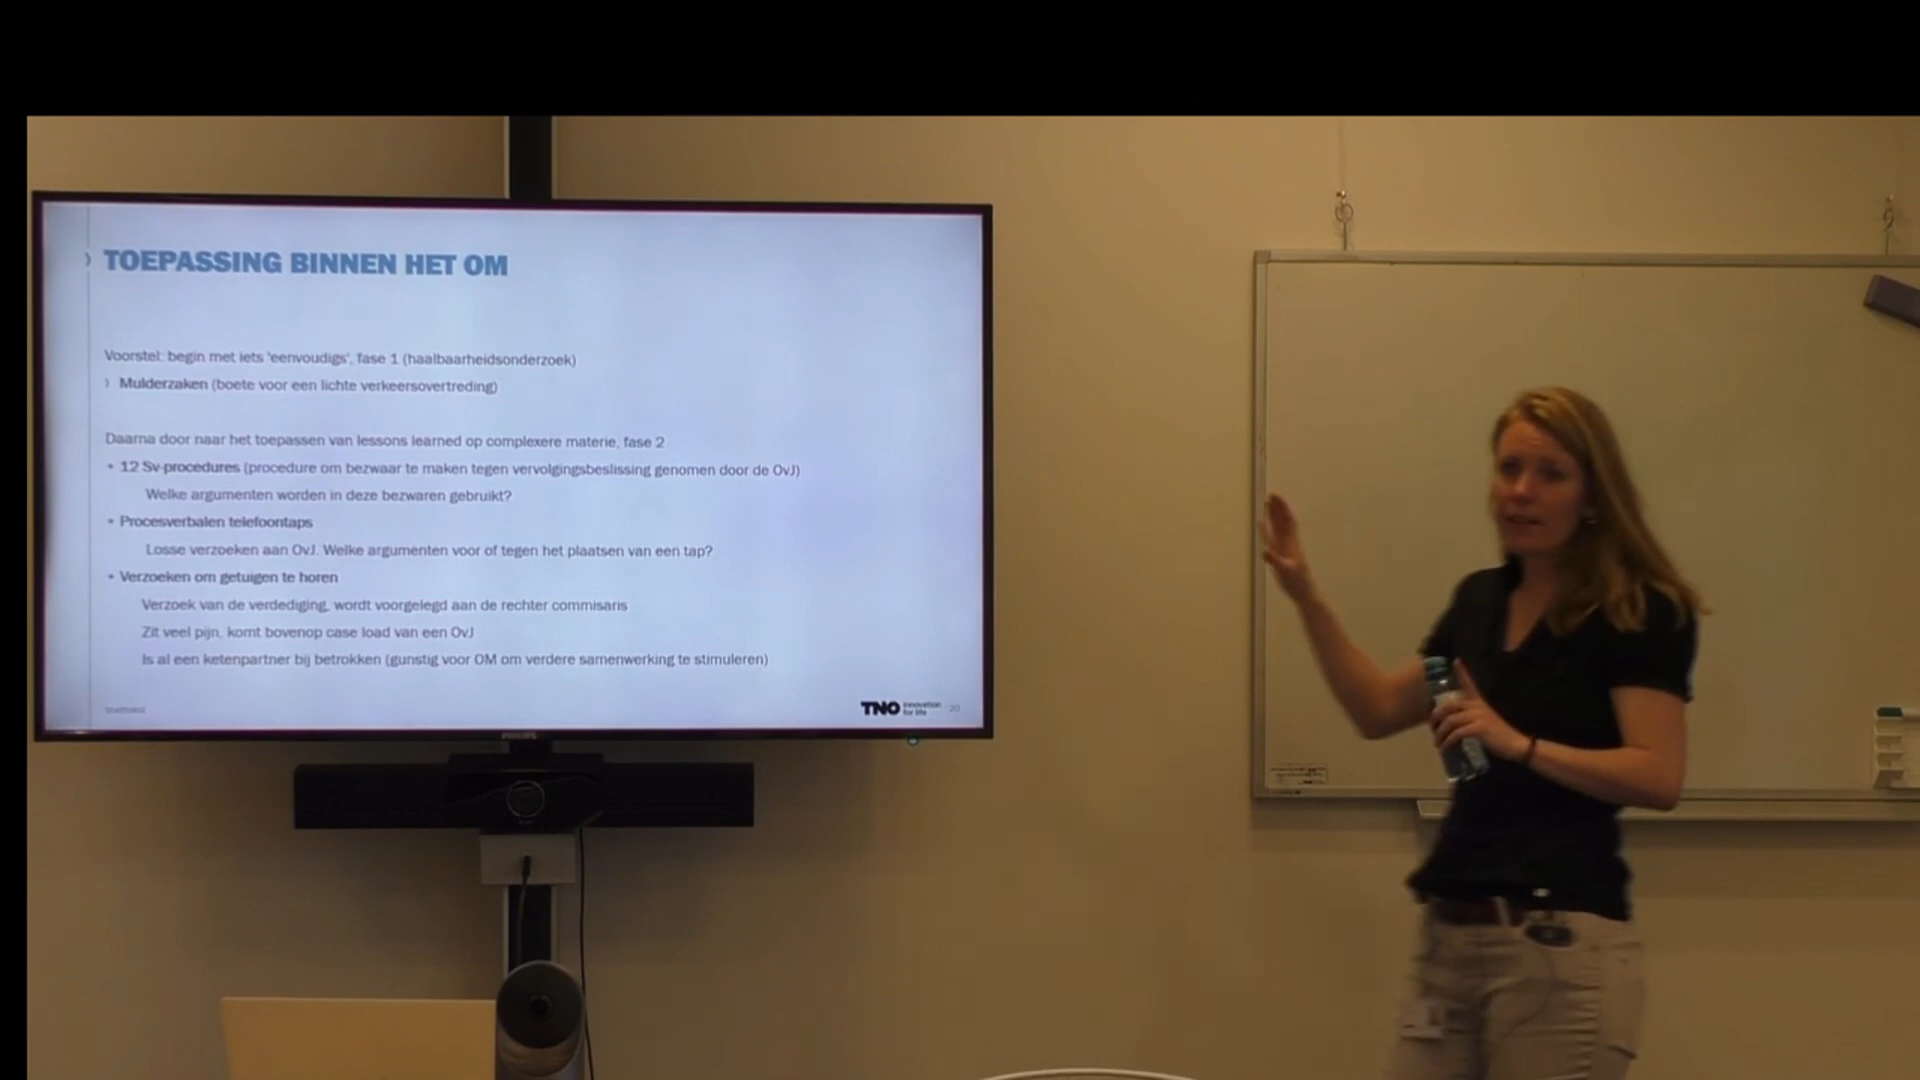 TOEPASSING BINNEN HET OM
Voorstel: begin met iets 'eenvoudigs', fase 1 (haalbaarheidsonderzoek)
Mulderzaken (boete voor een lichte verkeersovertreding)
Daarna door naar het toepassen van lessons learned op complexere materie, fase 2
• 12 Sv-procedures (procedure om bezwaar te maken tegen vervolgingsbeslissing genomen door de OvJ)
Welke argumenten worden in deze bezwaren gebruikt?
• Procesverbalen telefoontaps
Losse verzoeken aan OvJ. Welke argumenten voor of tegen het plaatsen van een tap?
• Verzoeken om getuigen te horen
Verzoek van de verdediging, wordt voorgelegd aan de rechter commisaris
Zit veel pijn, komt bovenop case load van een OvJ
Is al een ketenpartner bij betrokken (gunstig voor OM om verdere samenwerking te stimuleren)
TNO innovation for life 20
PHILIPS